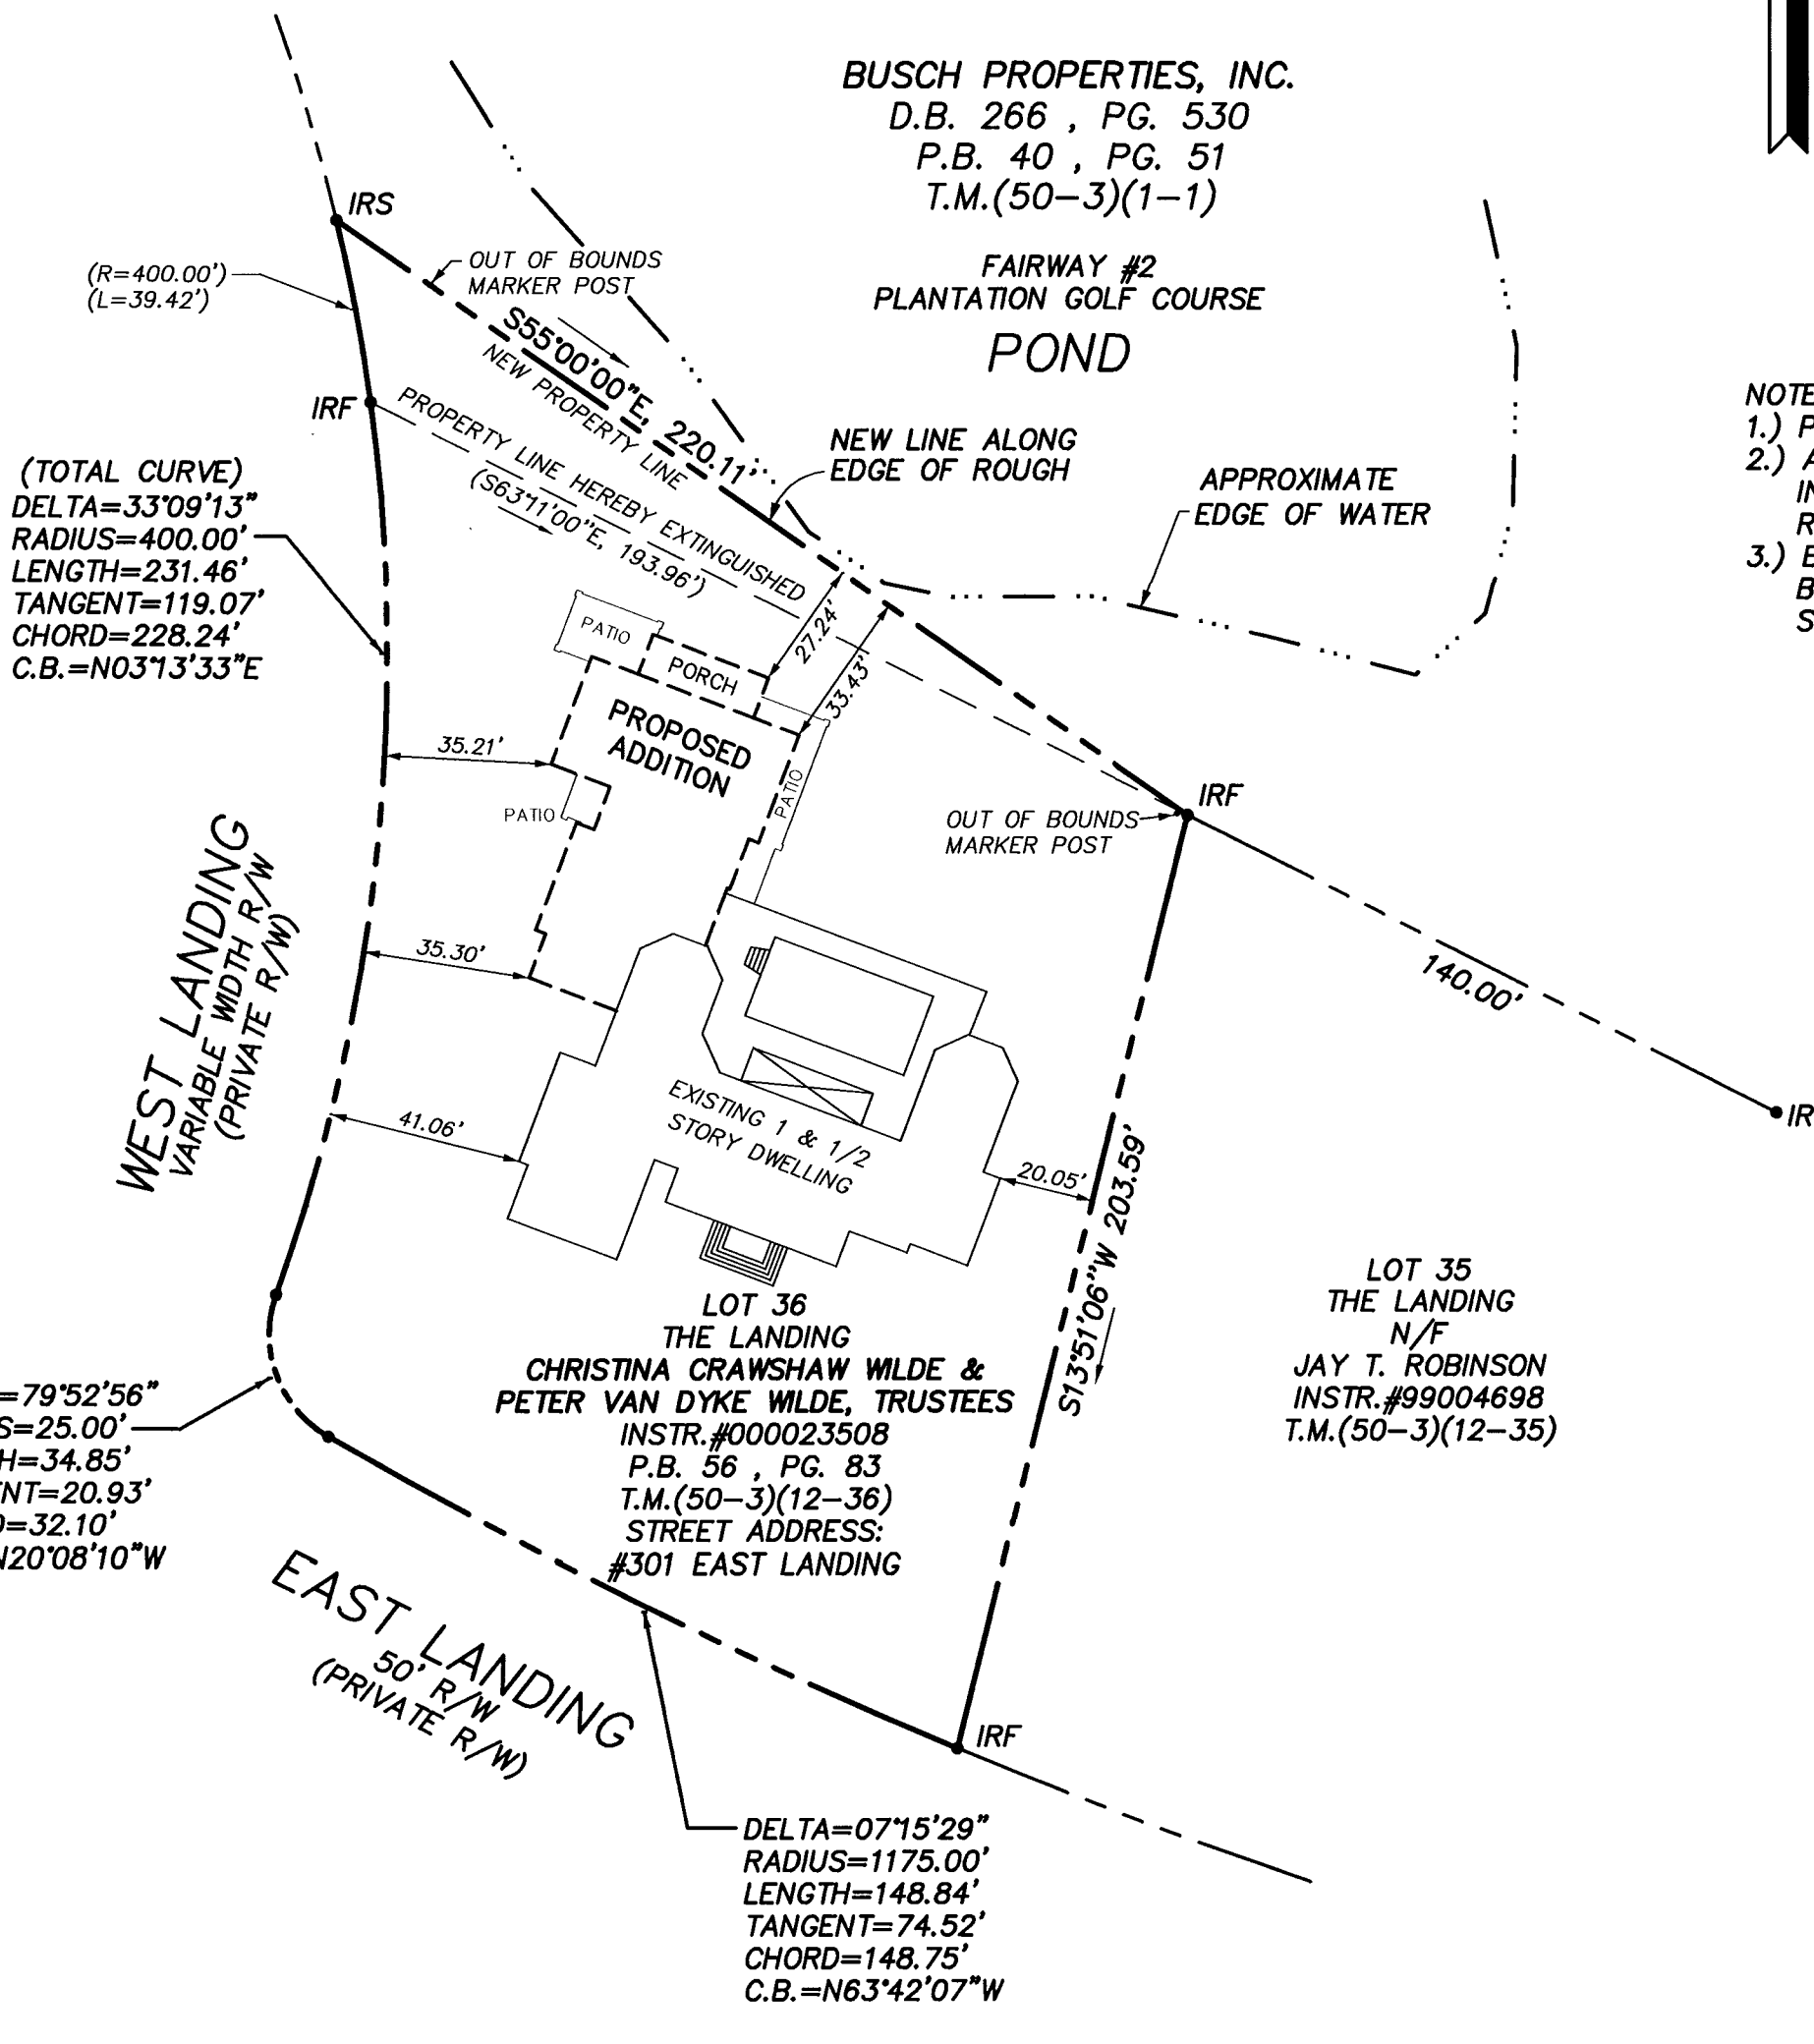 BUSCH PROPERTIES, INC.
D.B. 266 , PG. 530
P.B. 40 , PG. 51
T.M.(50-3)(1-1)
FAIRWAY #2
PLANTATION GOLF COURSE
POND
IRS
(R=400.00')
(L=39.42')
OUT OF BOUNDS
MARKER POST
S55°00'00"E, 220.11'
NEW PROPERTY LINE
IRF
PROPERTY LINE HEREBY EXTINGUISHED
(S63°11'00"E, 193.96')
NEW LINE ALONG
EDGE OF ROUGH
APPROXIMATE
EDGE OF WATER
NOTE
1.) P
2.) A
IN
R
3.) B
B
S
(TOTAL CURVE)
DELTA=33°09'13"
RADIUS=400.00'
LENGTH=231.46'
TANGENT=119.07'
CHORD=228.24'
C.B.=N03°13'33"E
PATIO
PORCH
27.24'
33.43'
PROPOSED
ADDITION
35.21'
PATIO
PATIO
OUT OF BOUNDS
MARKER POST
IRF
140.00'
IR
WEST LANDING
VARIABLE WIDTH R/W
(PRIVATE R/W)
35.30'
41.06'
EXISTING 1 & 1/2
STORY DWELLING
20.05'
S13°51'06"W 203.59'
LOT 36
THE LANDING
CHRISTINA CRAWSHAW WILDE &
PETER VAN DYKE WILDE, TRUSTEES
INSTR.#000023508
P.B. 56 , PG. 83
T.M.(50-3)(12-36)
STREET ADDRESS:
#301 EAST LANDING
LOT 35
THE LANDING
N/F
JAY T. ROBINSON
INSTR.#99004698
T.M.(50-3)(12-35)
=79°52'56"
S=25.00'
H=34.85'
NT=20.93'
D=32.10'
N20°08'10"W
EAST LANDING
50' R/W
(PRIVATE R/W)
IRF
DELTA=07°15'29"
RADIUS=1175.00'
LENGTH=148.84'
TANGENT=74.52'
CHORD=148.75'
C.B.=N63°42'07"W